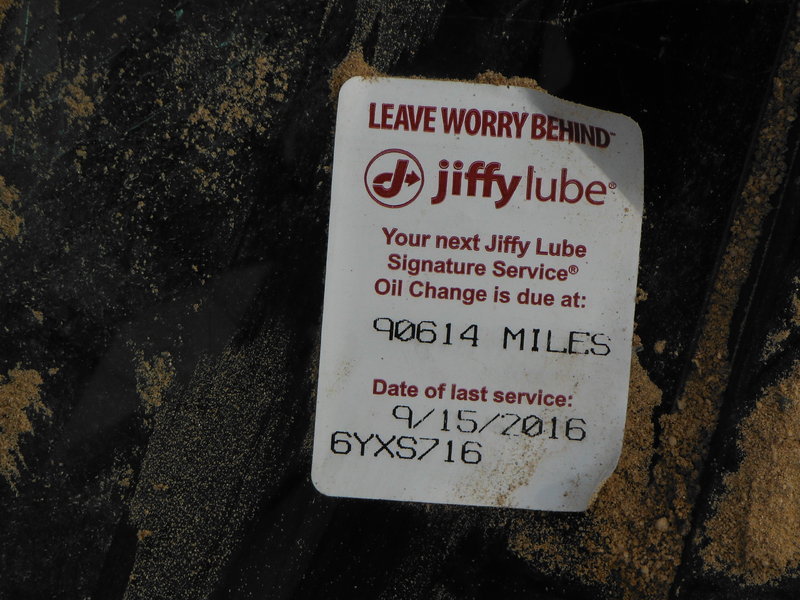 LEAVE WORRY BEHIND™
jiffy lube®
Your next Jiffy Lube
Signature Service®
Oil Change is due at:
90614 MILES
Date of last service:
9/15/2016
6YXS716